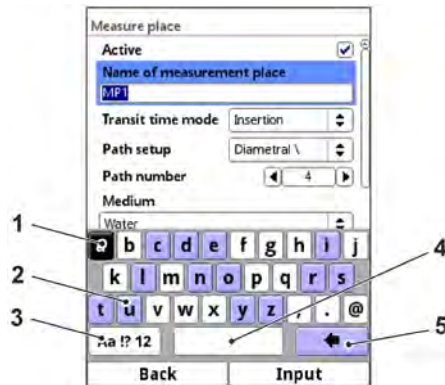 Measure place
Active
Name of measurement place
MP1
Transit time mode Insertion
Path setup Diametral \
Path number 4
Medium
Water
1 a b c d e f g h i j
k l m n o p q r s 4
2 t u v w x y z , . @
3 Aa !? 12 5
Back Input